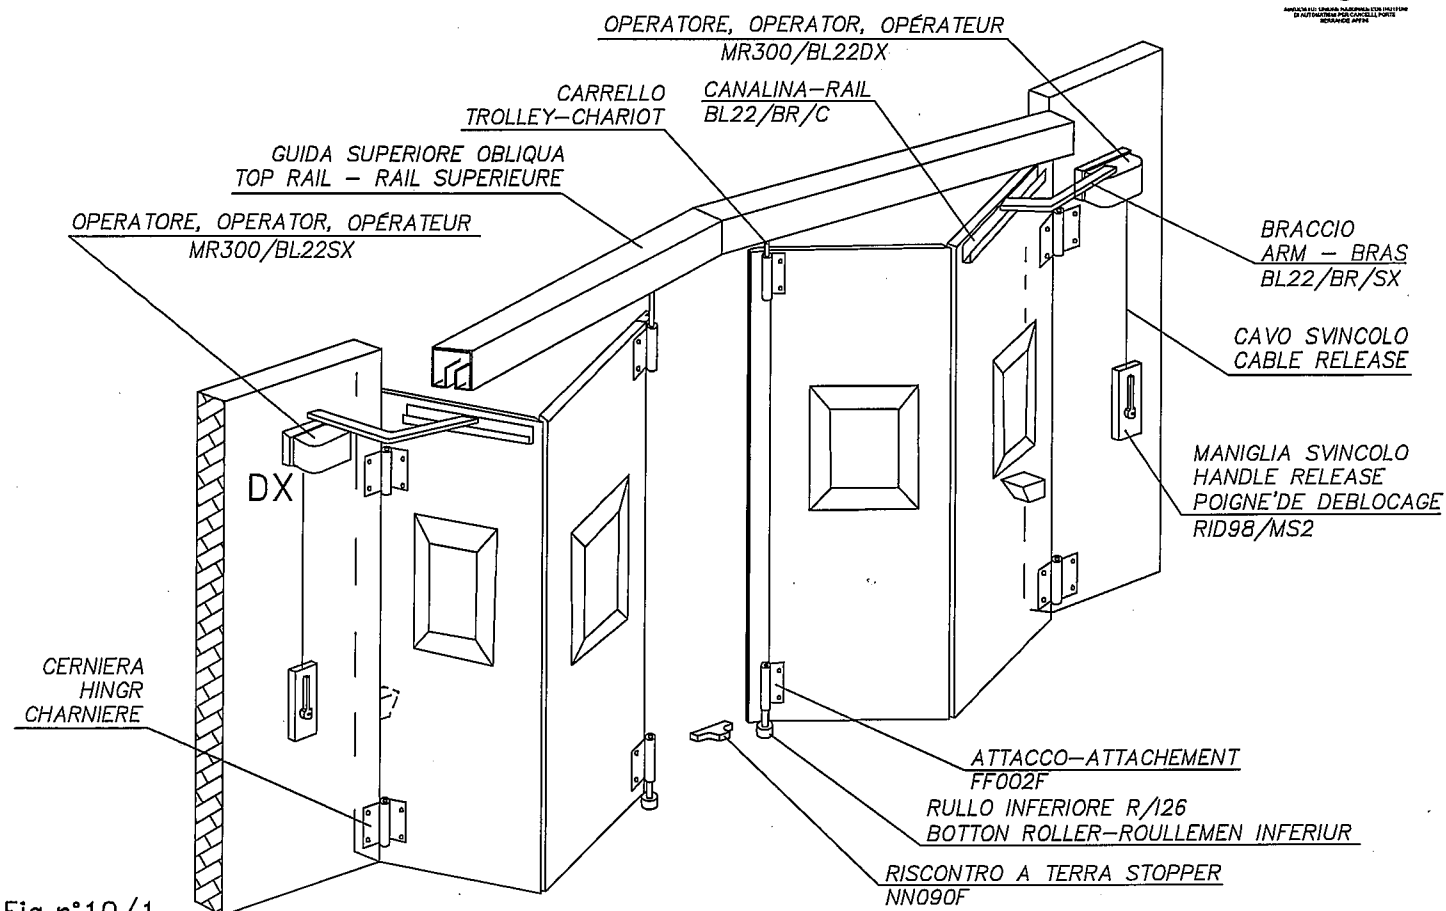 OPERATORE, OPERATOR, OPÉRATEUR
MR300/BL22DX
CARRELLO
TROLLEY-CHARIOT
CANALINA-RAIL
BL22/BR/C
GUIDA SUPERIORE OBLIQUA
TOP RAIL - RAIL SUPERIEURE
OPERATORE, OPERATOR, OPÉRATEUR
MR300/BL22SX
BRACCIO
ARM - BRAS
BL22/BR/SX
CAVO SVINCOLO
CABLE RELEASE
MANIGLIA SVINCOLO
HANDLE RELEASE
POIGNE'DE DEBLOCAGE
RID98/MS2
DX
CERNIERA
HINGR
CHARNIERE
ATTACCO-ATTACHEMENT
FF002F
RULLO INFERIORE R/126
BOTTON ROLLER-ROULLEMEN INFERIUR
RISCONTRO A TERRA STOPPER
NN090F
Fig.n°10/1